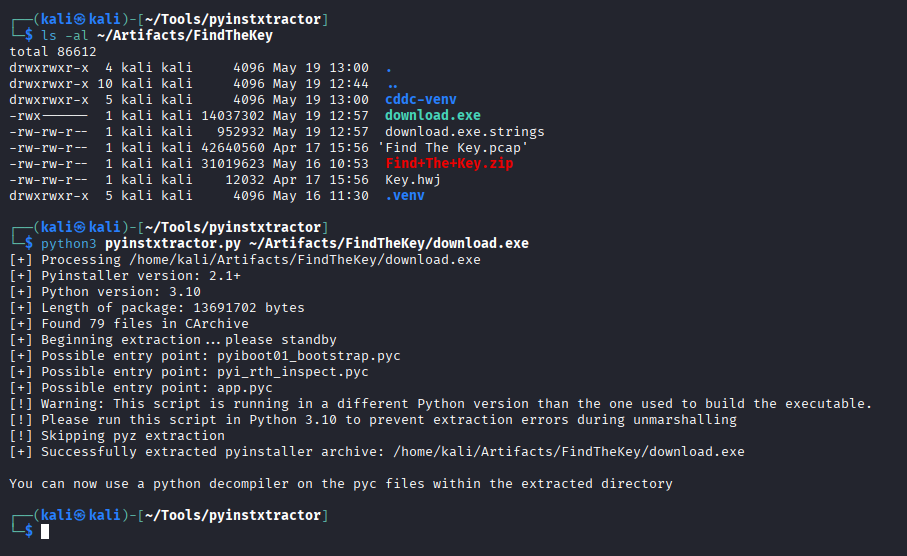 ┌──(kali㉿kali)-[~/Tools/pyinstxtractor]
└─$ ls -al ~/Artifacts/FindTheKey
total 86612
drwxrwxr-x  4 kali kali     4096 May 19 13:00  .
drwxrwxr-x 10 kali kali     4096 May 19 12:44  ..
drwxrwxr-x  5 kali kali     4096 May 19 13:00  cddc-venv
-rwx------  1 kali kali 14037302 May 19 12:57  download.exe
-rw-rw-r--  1 kali kali   952932 May 19 12:57  download.exe.strings
-rw-rw-r--  1 kali kali 42640560 Apr 17 15:56 'Find The Key.pcap'
-rw-rw-r--  1 kali kali 31019623 May 16 10:53  Find+The+Key.zip
-rw-rw-r--  1 kali kali    12032 Apr 17 15:56  Key.hwj
drwxrwxr-x  5 kali kali     4096 May 16 11:30  .venv
┌──(kali㉿kali)-[~/Tools/pyinstxtractor]
└─$ python3 pyinstxtractor.py ~/Artifacts/FindTheKey/download.exe
[+] Processing /home/kali/Artifacts/FindTheKey/download.exe
[+] Pyinstaller version: 2.1+
[+] Python version: 3.10
[+] Length of package: 13691702 bytes
[+] Found 79 files in CArchive
[+] Beginning extraction...please standby
[+] Possible entry point: pyiboot01_bootstrap.pyc
[+] Possible entry point: pyi_rth_inspect.pyc
[+] Possible entry point: app.pyc
[!] Warning: This script is running in a different Python version than the one used to build the executable.
[!] Please run this script in Python 3.10 to prevent extraction errors during unmarshalling
[!] Skipping pyz extraction
[+] Successfully extracted pyinstaller archive: /home/kali/Artifacts/FindTheKey/download.exe
You can now use a python decompiler on the pyc files within the extracted directory
┌──(kali㉿kali)-[~/Tools/pyinstxtractor]
└─$